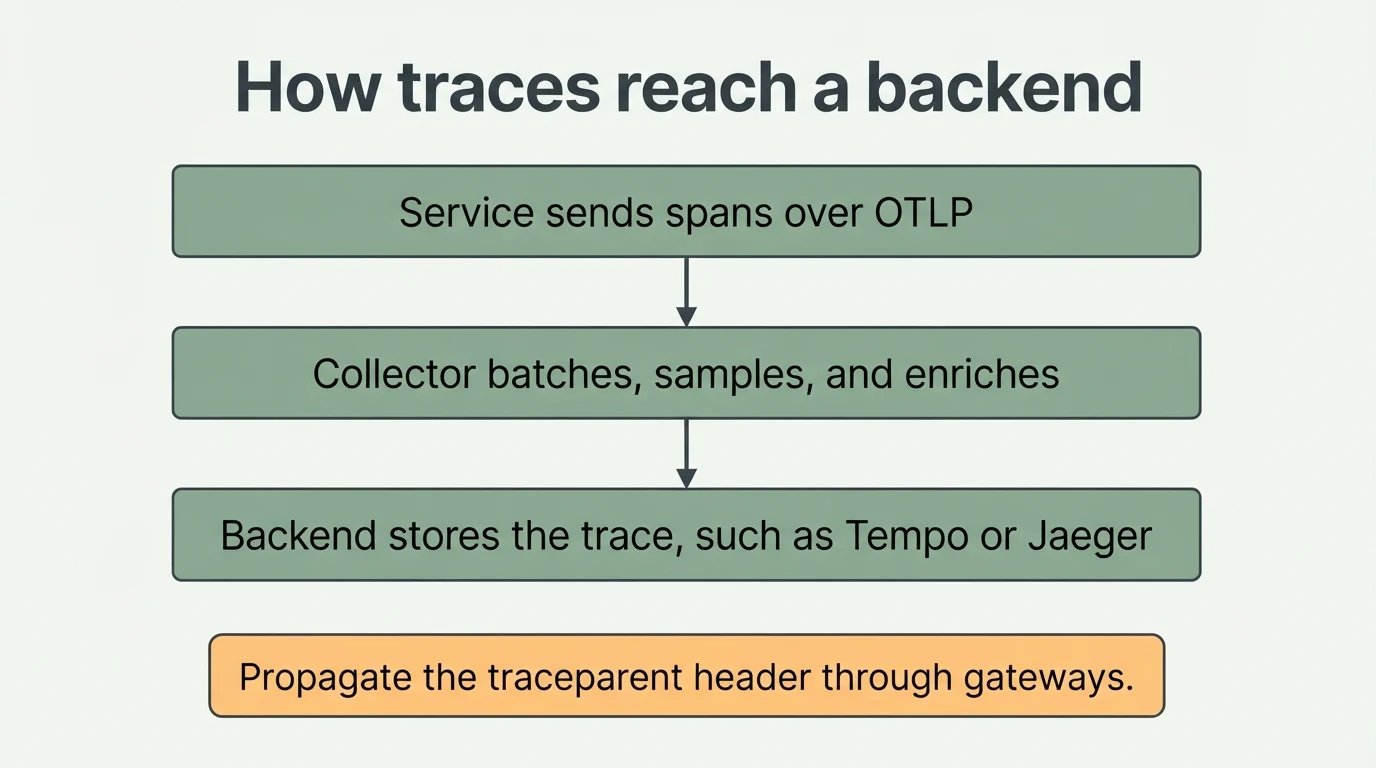 How traces reach a backend
Service sends spans over OTLP
Collector batches, samples, and enriches
Backend stores the trace, such as Tempo or Jaeger
Propagate the traceparent header through gateways.